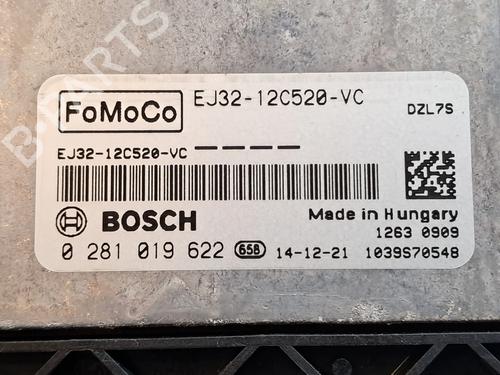 B-PARTS
FoMoCo
EJ32-12C520-VC
DZL7S
EJ32-12C520-VC
BOSCH
Made in Hungary
1263 0909
0 281 019 622 658 14-12-21 1039S70548